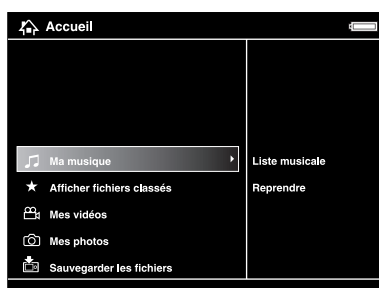 Accueil
Ma musique
Liste musicale
Afficher fichiers classés
Reprendre
Mes vidéos
Mes photos
Sauvegarder les fichiers